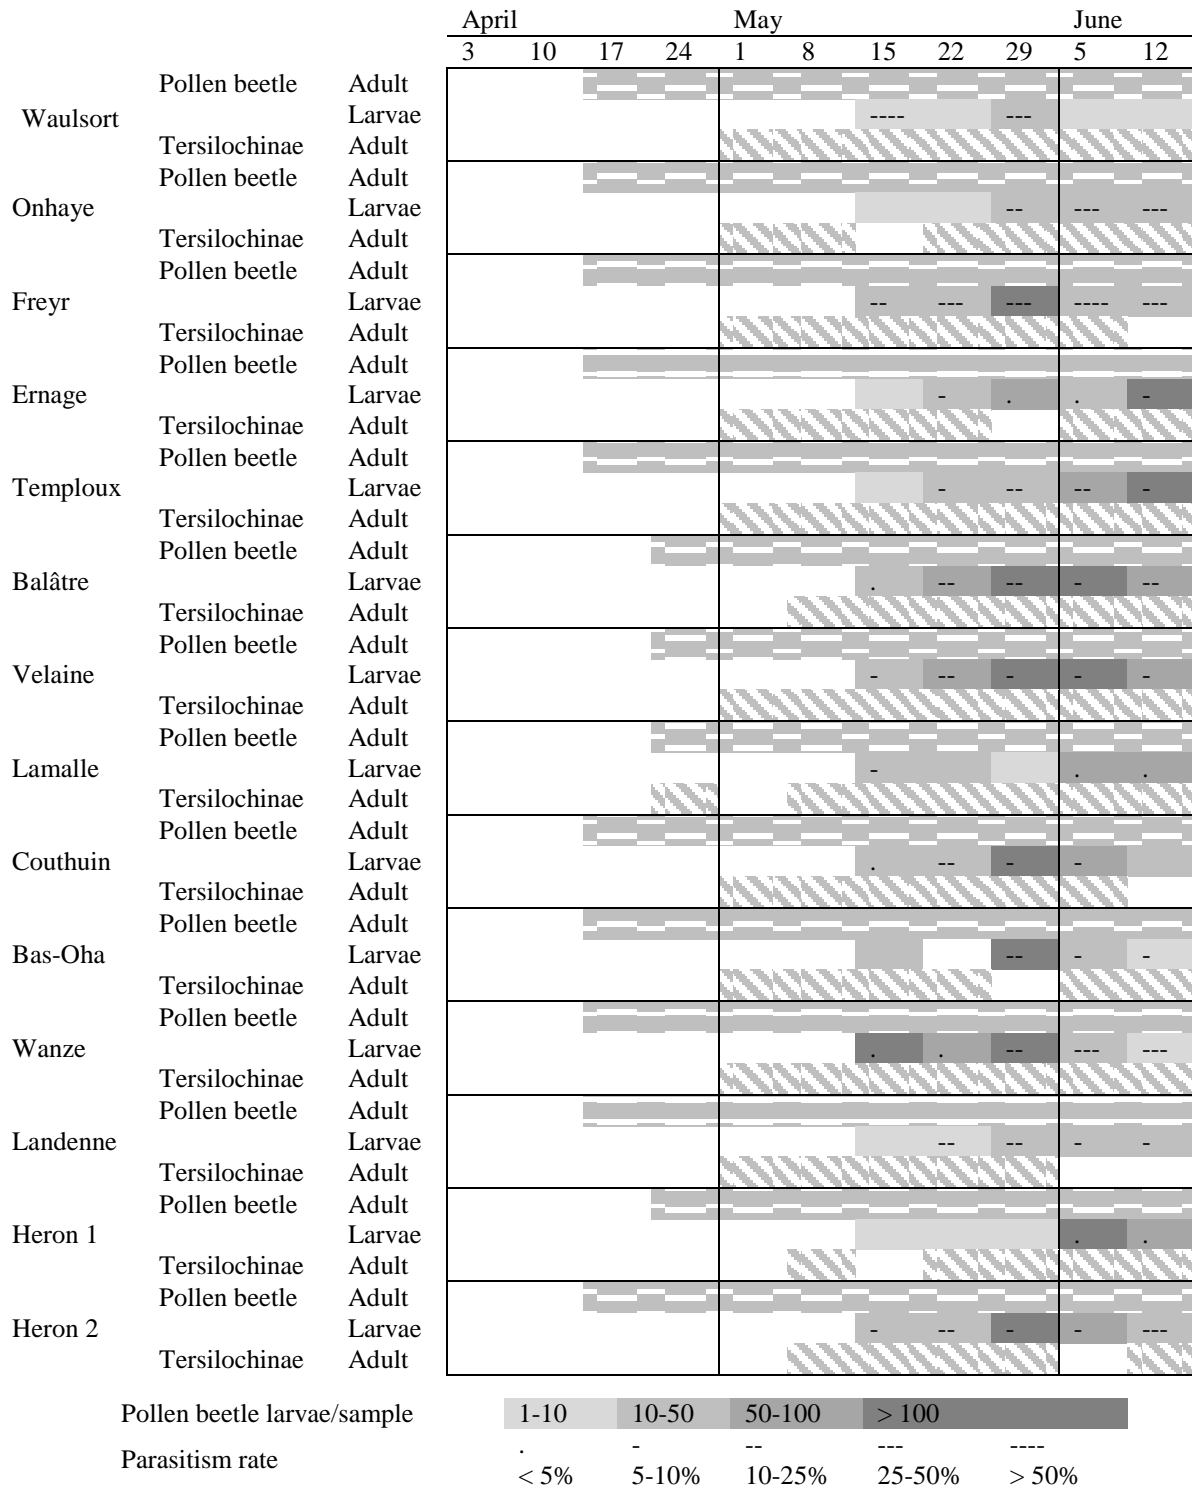 April May June
3 10 17 24 1 8 15 22 29 5 12
Pollen beetle Adult
Waulsort Larvae ---- ---
Tersilochinae Adult
Pollen beetle Adult
Onhaye Larvae -- --- ---
Tersilochinae Adult
Pollen beetle Adult
Freyr Larvae -- --- --- ---- ---
Tersilochinae Adult
Pollen beetle Adult
Ernage Larvae - . . -
Tersilochinae Adult
Pollen beetle Adult
Temploux Larvae - -- -- -
Tersilochinae Adult
Pollen beetle Adult
Balâtre Larvae . -- -- - --
Tersilochinae Adult
Pollen beetle Adult
Velaine Larvae - -- - - -
Tersilochinae Adult
Pollen beetle Adult
Lamalle Larvae - . .
Tersilochinae Adult
Pollen beetle Adult
Couthuin Larvae . -- - -
Tersilochinae Adult
Pollen beetle Adult
Bas-Oha Larvae -- - -
Tersilochinae Adult
Pollen beetle Adult
Wanze Larvae . . -- --- ---
Tersilochinae Adult
Pollen beetle Adult
Landenne Larvae -- -- - -
Tersilochinae Adult
Pollen beetle Adult
Heron 1 Larvae . .
Tersilochinae Adult
Pollen beetle Adult
Heron 2 Larvae - -- - - ---
Tersilochinae Adult
Pollen beetle larvae/sample 1-10 10-50 50-100 > 100
Parasitism rate . - -- --- ----
< 5% 5-10% 10-25% 25-50% > 50%